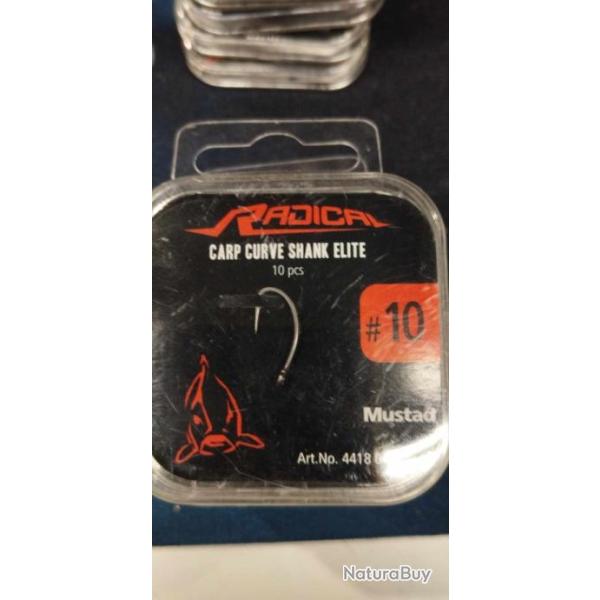 RADICAL
CARP CURVE SHANK ELITE
10 pcs
#10
Mustad
Art.No. 4418
NaturaBuy